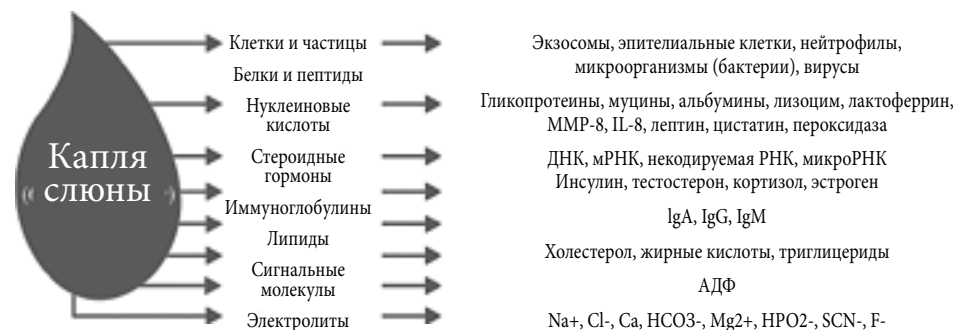 Капля
слюны
Клетки и частицы
Экзосомы, эпителиальные клетки, нейтрофилы,
микроорганизмы (бактерии), вирусы
Белки и пептиды
Гликопротеины, муцины, альбумины, лизоцим, лактоферрин,
MMP-8, IL-8, лептин, цистатин, пероксидаза
Нуклеиновые
кислоты
ДНК, мРНК, некодируемая РНК, микроРНК
Стероидные
гормоны
Инсулин, тестостерон, кортизол, эстроген
Иммуноглобулины
lgA, IgG, IgM
Липиды
Холестерол, жирные кислоты, триглицериды
Сигнальные
молекулы
АДФ
Электролиты
Na+, Cl-, Ca, HCO3-, Mg2+, HPO2-, SCN-, F-